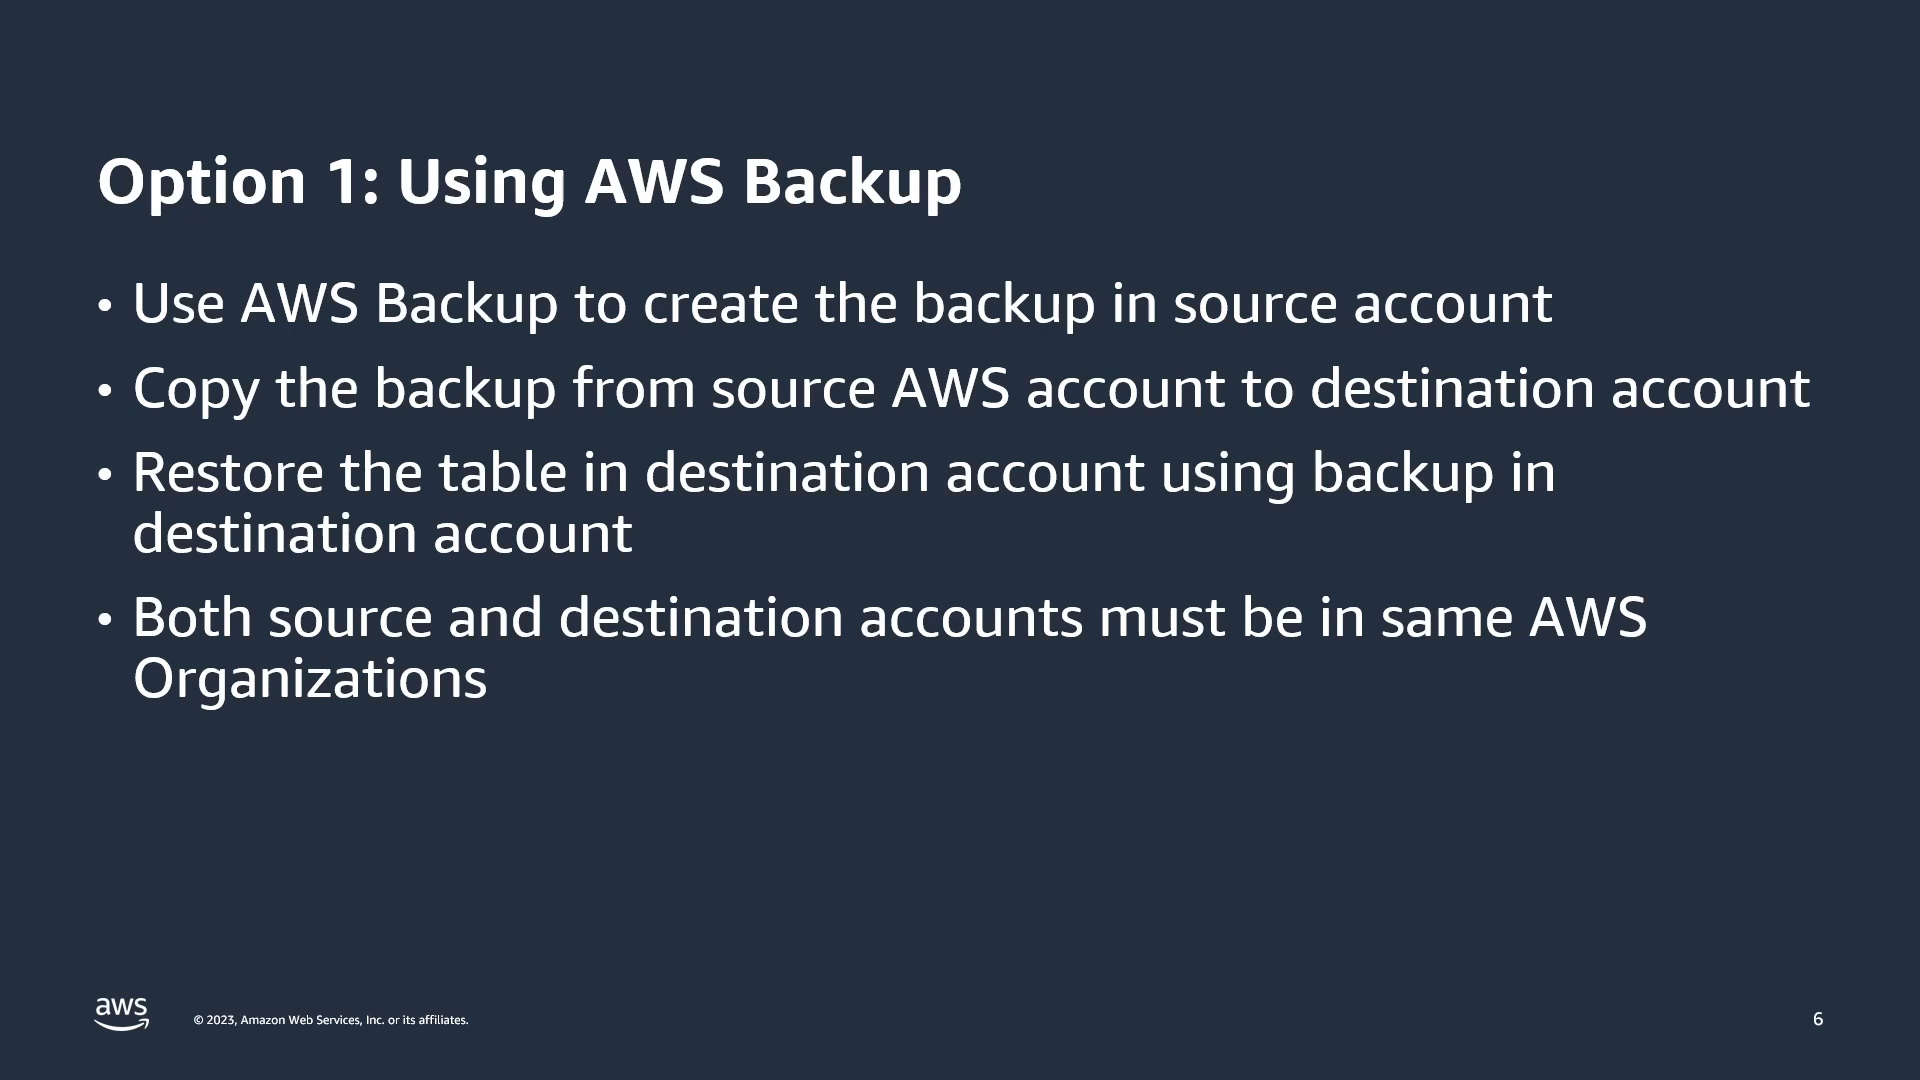 Option 1: Using AWS Backup
• Use AWS Backup to create the backup in source account
• Copy the backup from source AWS account to destination account
• Restore the table in destination account using backup in
destination account
• Both source and destination accounts must be in same AWS
Organizations
aws
© 2023, Amazon Web Services, Inc. or its affiliates.
6